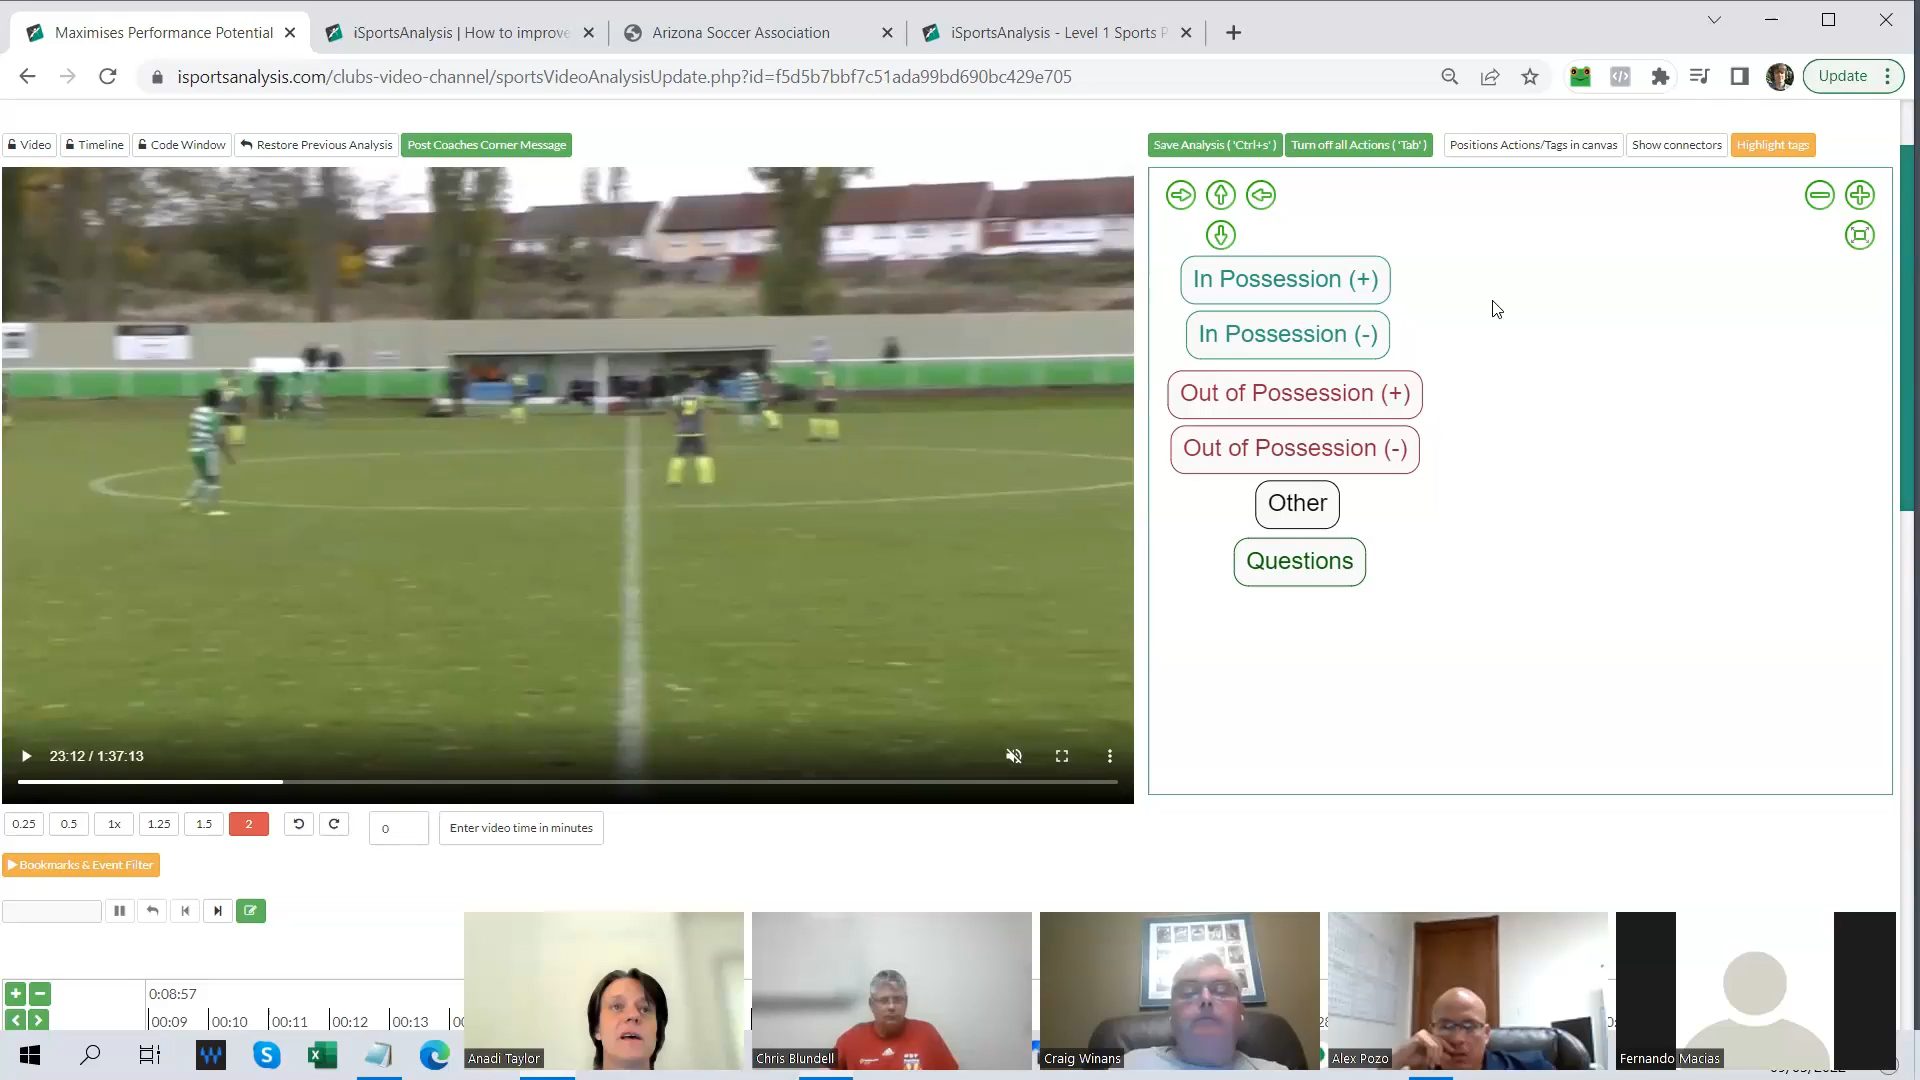 Maximises Performance Potential
iSportsAnalysis | How to improve
Arizona Soccer Association
iSportsAnalysis - Level 1 Sports P
isportsanalysis.com/clubs-video-channel/sportsVideoAnalysisUpdate.php?id=f5d5b7bbf7c51ada99bd690bc429e705
Update
Video
Timeline
Code Window
Restore Previous Analysis
Post Coaches Corner Message
Save Analysis ( 'Ctrl+s' )
Turn off all Actions ( 'Tab' )
Positions Actions/Tags in canvas
Show connectors
Highlight tags
In Possession (+)
In Possession (-)
Out of Possession (+)
Out of Possession (-)
Other
Questions
23:12 / 1:37:13
0.25
0.5
1x
1.25
1.5
2
0
Enter video time in minutes
Bookmarks & Event Filter
0:08:57
00:09
00:10
00:11
00:12
00:13
Anadi Taylor
Chris Blundell
Craig Winans
Alex Pozo
Fernando Macias